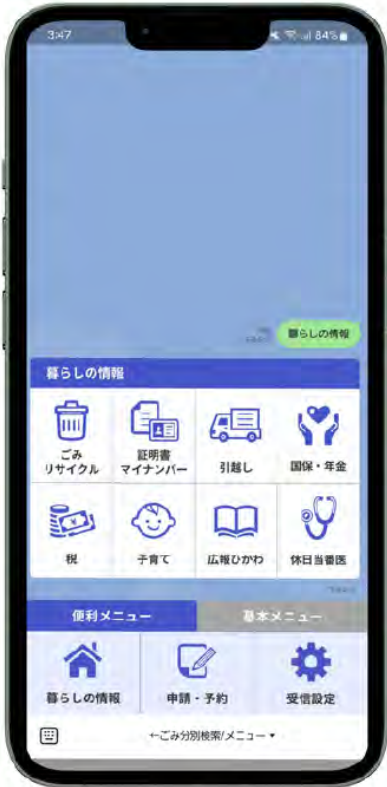 3:47
84%
暮らしの情報
暮らしの情報
ごみ
リサイクル
証明書
マイナンバー
引越し
国保・年金
税
子育て
広報ひかわ
休日当番医
便利メニュー
基本メニュー
暮らしの情報
申請・予約
受信設定
←ごみ分別検索/メニュー▾